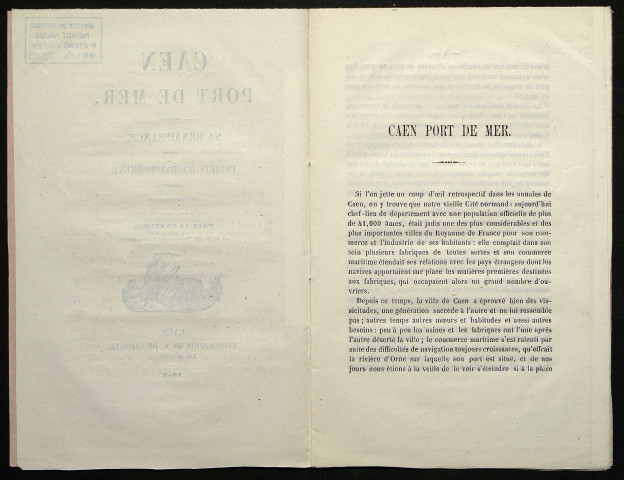 CAEN PORT DE MER.
Si l'on jette un coup d'œil retrospectif dans les annales de
Caen, on y trouve que notre vieille Cité normand: aujourd'hui
chef-lieu de département avec une population officielle de plus
de 41,000 âmes, était jadis une des plus considérables et des
plus importantes villes du Royaume de France pour son com-
merce et l'industrie de ses habitants : elle comptait dans son
sein plusieurs fabriques de toutes sortes et son commerce
maritime étendait ses relations avec les pays étrangers dont les
navires apportaient sur place les matières premières destinées
aux fabriques, qui occupaient alors un grand nombre d'ou-
vriers.
Depuis ce temps, la ville de Caen a éprouvé bien des vis-
sicitudes, une génération succède à l'autre et ne lui ressemble
pas ; autres temps autres mœurs et habitudes et aussi autres
besoins : peu à peu les usines et les fabriques ont l'une après
l'autre déserté la ville ; le commerce maritime s'est ralenti par
suite des difficultés de navigation toujours croissantes, qu'offrait
la rivière d'Orne sur laquelle son port est situé, et de nos
jours nous étions à la veille de le voir s'éteindre si à la place